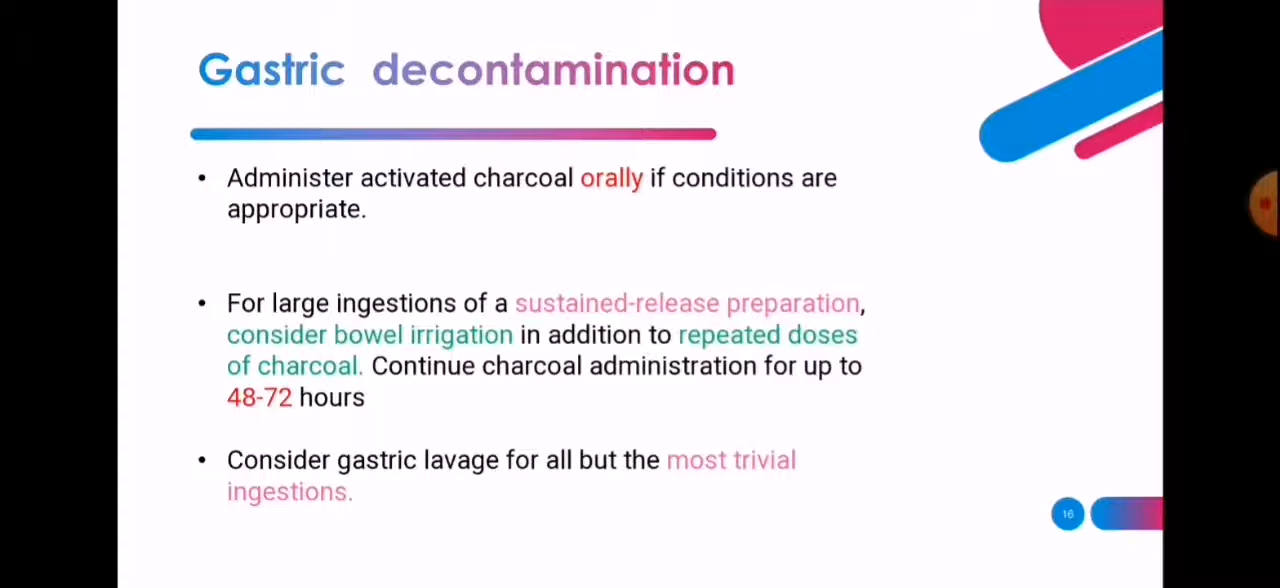 Gastric decontamination
• Administer activated charcoal orally if conditions are
appropriate.
• For large ingestions of a sustained-release preparation,
consider bowel irrigation in addition to repeated doses
of charcoal. Continue charcoal administration for up to
48-72 hours
• Consider gastric lavage for all but the most trivial
ingestions.
16